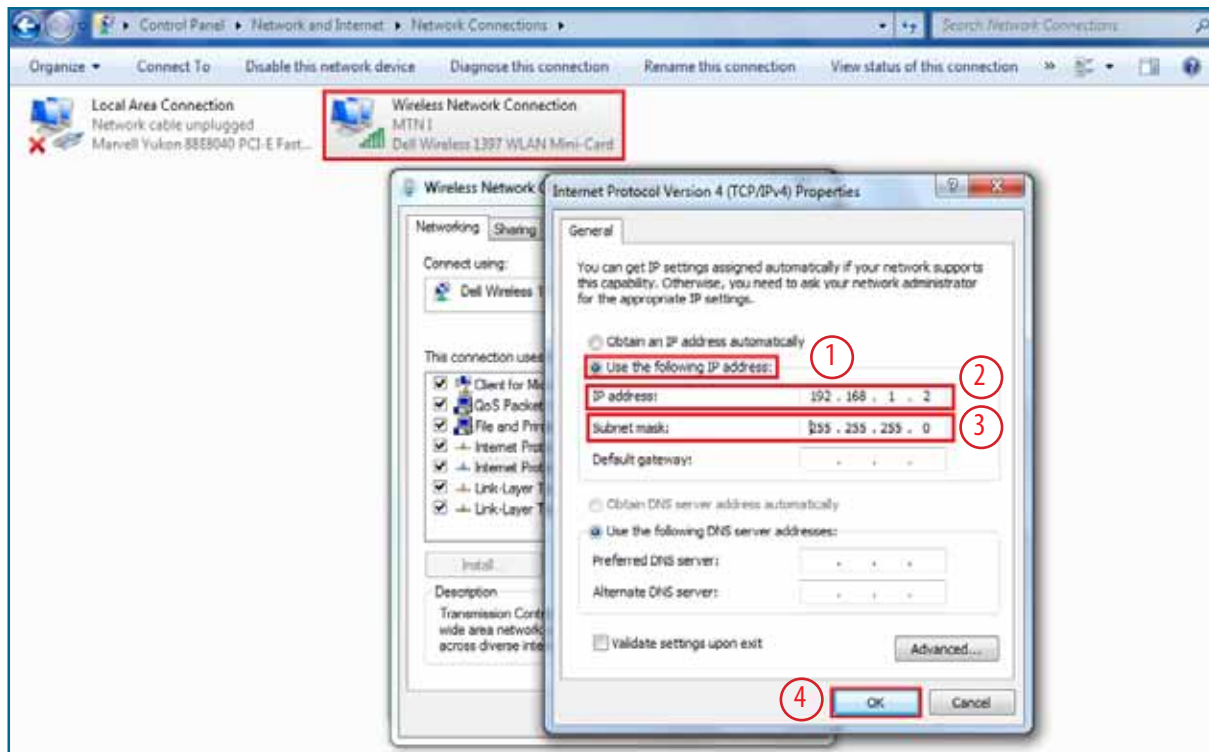 Control Panel ▸ Network and Internet ▸ Network Connections ▸
Search Network Connections
Organize Connect To Disable this network device Diagnose this connection Rename this connection View status of this connection »
Local Area Connection
Network cable unplugged
Marvell Yukon 88E8040 PCI-E Fast...
Wireless Network Connection
MTN1
Dell Wireless 1397 WLAN Mini-Card
Wireless Network C
Networking Sharing
Connect using:
Dell Wireless 1
This connection uses
Client for Mic
QoS Packet
File and Prin
Internet Prot
Internet Prot
Link-Layer T
Link-Layer T
Install...
Description
Transmission Contr
wide area network
across diverse inte
Internet Protocol Version 4 (TCP/IPv4) Properties
General
You can get IP settings assigned automatically if your network supports
this capability. Otherwise, you need to ask your network administrator
for the appropriate IP settings.
Obtain an IP address automatically
Use the following IP address: 1
IP address: 192 . 168 . 1 . 2 2
Subnet mask: 255 . 255 . 255 . 0 3
Default gateway: . . .
Obtain DNS server address automatically
Use the following DNS server addresses:
Preferred DNS server: . . .
Alternate DNS server: . . .
Validate settings upon exit
Advanced...
4 OK Cancel